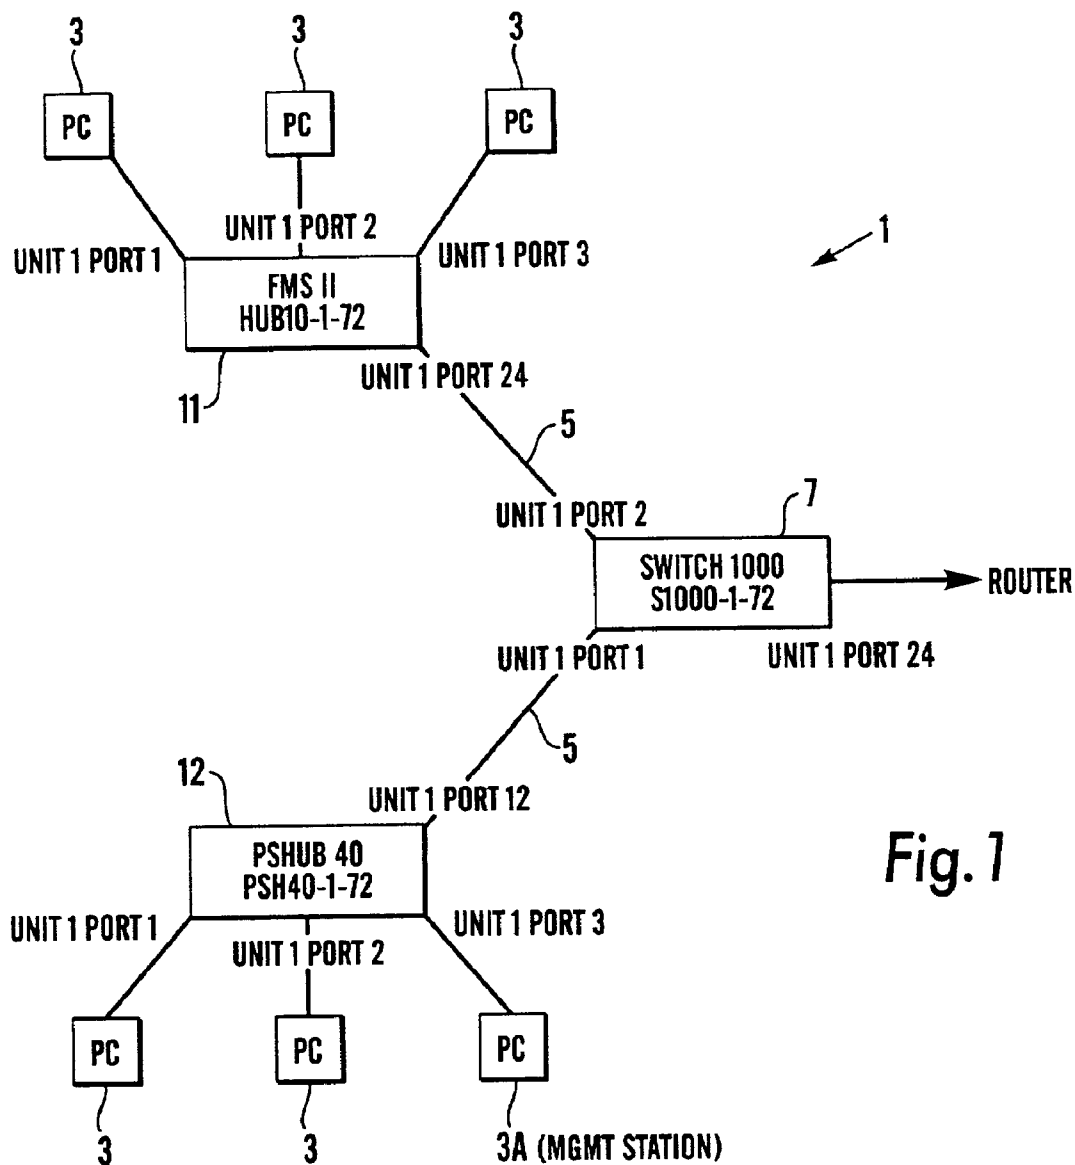 3
3
3
PC
PC
PC
UNIT 1 PORT 2
UNIT 1 PORT 1
UNIT 1 PORT 3
1
FMS II
HUB10-1-72
UNIT 1 PORT 24
11
5
7
UNIT 1 PORT 2
SWITCH 1000
S1000-1-72
ROUTER
UNIT 1 PORT 1
UNIT 1 PORT 24
5
12
UNIT 1 PORT 12
PSHUB 40
PSH40-1-72
Fig. 1
UNIT 1 PORT 1
UNIT 1 PORT 3
UNIT 1 PORT 2
PC
PC
PC
3
3
3A (MGMT STATION)